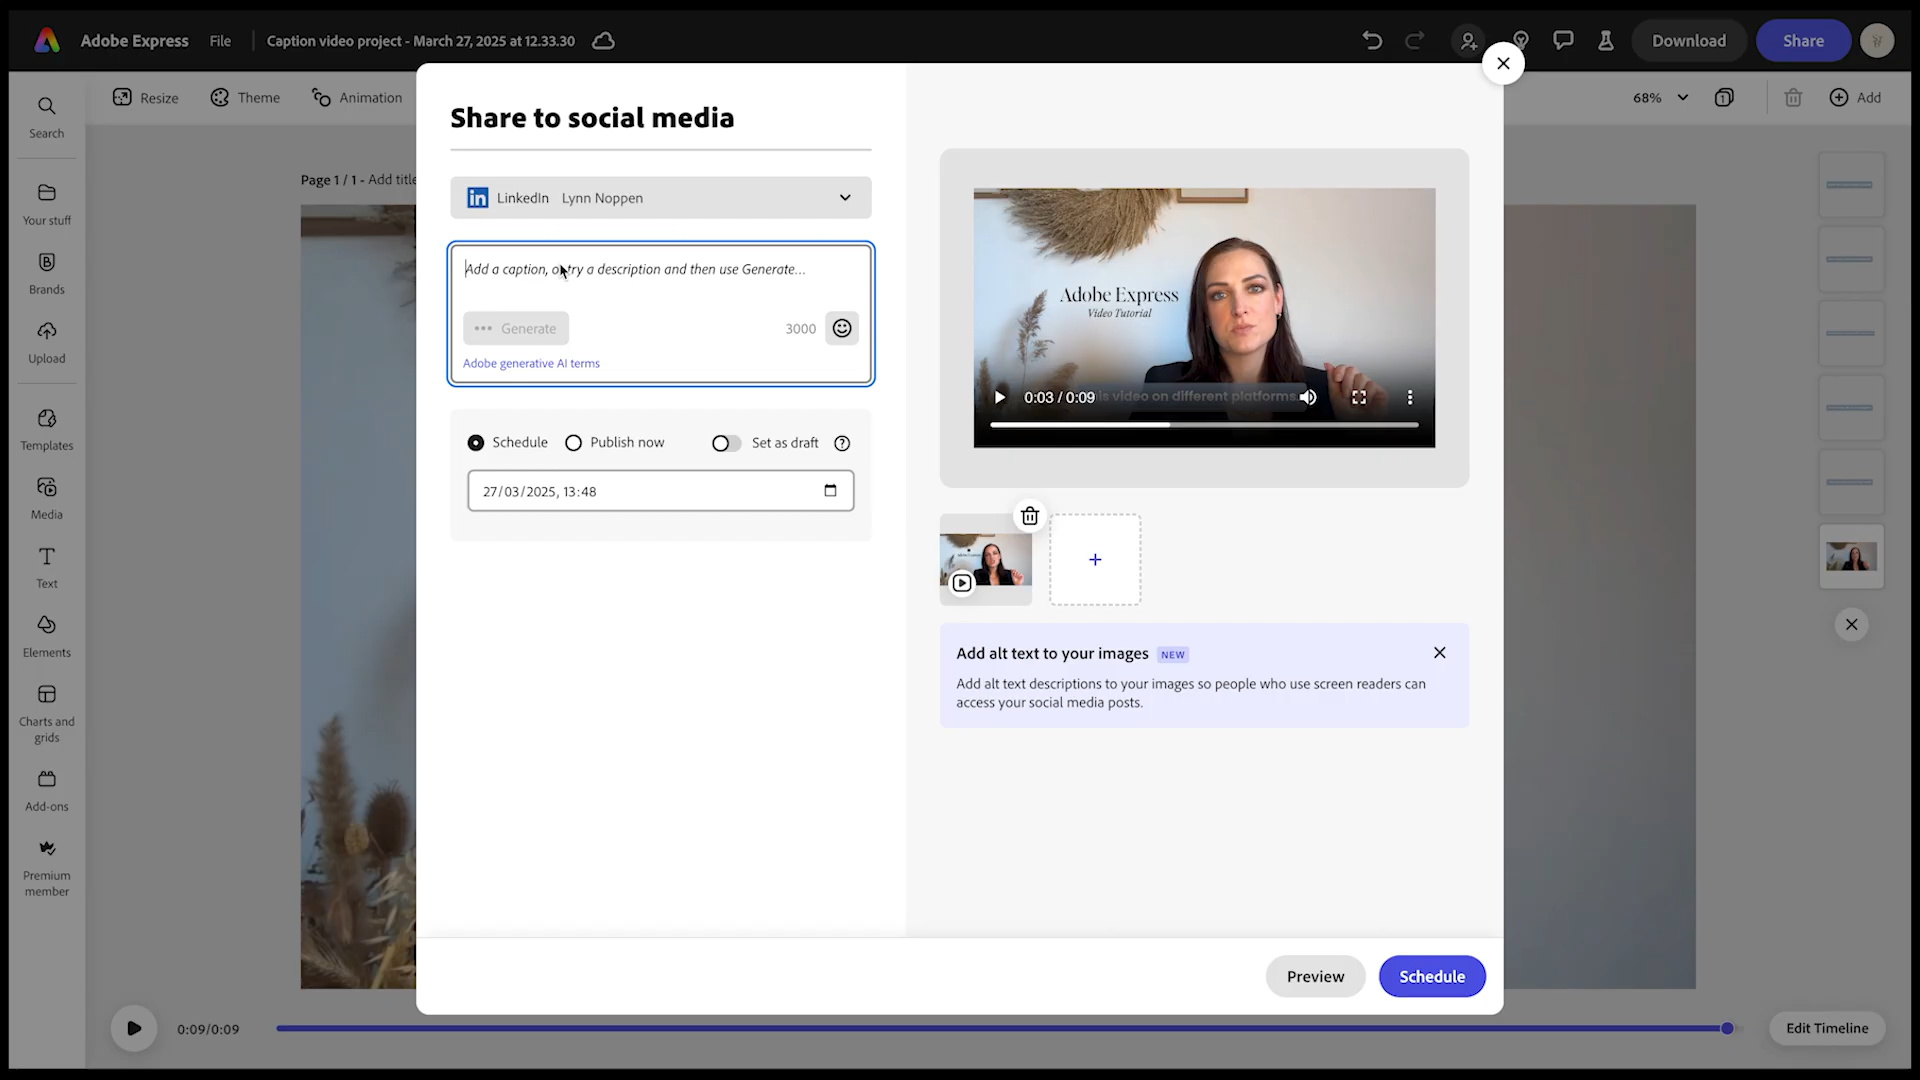 Adobe Express File Caption video project - March 27, 2025 at 12.33.30 Download Share
Resize Theme Animation 68% Add
Search
Your stuff
Brands
Upload
Templates
Media
Text
Elements
Charts and
grids
Add-ons
Premium
member
Page 1 / 1 - Add title
Share to social media
LinkedIn Lynn Noppen
Add a caption, or try a description and then use Generate...
Generate 3000
Adobe generative AI terms
Schedule Publish now Set as draft
27/03/2025, 13:48
Adobe Express
Video Tutorial
video on different platforms
0:03 / 0:09
Add alt text to your images NEW
Add alt text descriptions to your images so people who use screen readers can
access your social media posts.
Preview Schedule
0:09/0:09 Edit Timeline